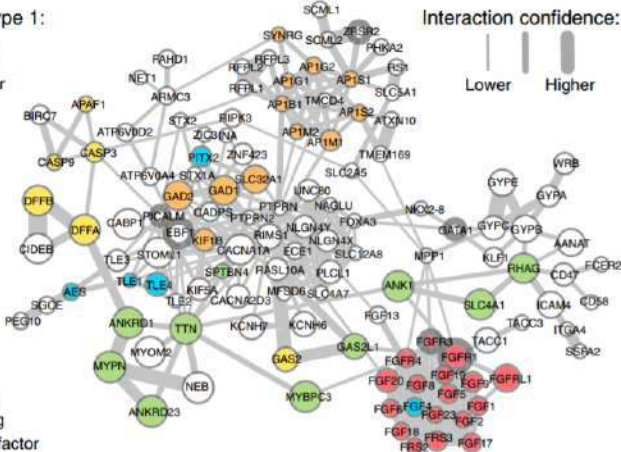 ype 1:
Interaction confidence:
Lower
Higher
SCML1
SYNRG
SCML2
ZRSR2
PHKA2
FAHD1
RFPL3
AP1G2
RFPL2
RS1
NET1
AP1G1
AP1S1
RFPL1
SLC5A1
ARMC3
APAF1
AP1B1
TMCD4
AP1S2
BIRC7
STX2
PIPK3
ATXN10
ATP6V0D2
ZIC3
NA
AP1M2
AP1M1
CASP3
PITX2
ZNF423
TMEM169
CASP9
WRB
ATP6V0A4
STX1A
SLC32A1
SLC2A5
GYPE
DFFB
GAD2
GAD1
UNC80
GYPA
PTPRN
NAGLU
NKX2-8
CABP1
PICALM
CADPS
PTPRN2
FOXA3
GATA1
GYPC
GYPB
DFFA
EBF1
NLGN4Y
AANAT
KIF1B
RIMS1
NLGN4X
CIDEB
STOML1
CACNA1A
ECE1
SLC12A8
MPP1
KLF1
FCER2
TLE3
RHAG
CD47
SPTBN4
RASL10A
PLCL1
AES
TLE1
TLE4
KIF5A
MFSD6
SLC4A7
ANK1
CD58
SGCE
TLE2
CACNA2D3
SLC4A1
ICAM4
PEG10
ANKRD1
TTN
KCNH7
KCNH6
FGF13
TACC3
ITGA4
MYOM2
GAS2L1
FGFR3
TACC1
SSFA2
MYPN
GAS2
FGFR4
FGFR1
NEB
FGF20
FGF8
FGF19
FGF9
FGFRL1
MYBPC3
FGF5
ANKRD23
FGF6
FGF4
FGF1
FGF23
FGF2
FGF18
FRS3
FGF17
FRS2
factor